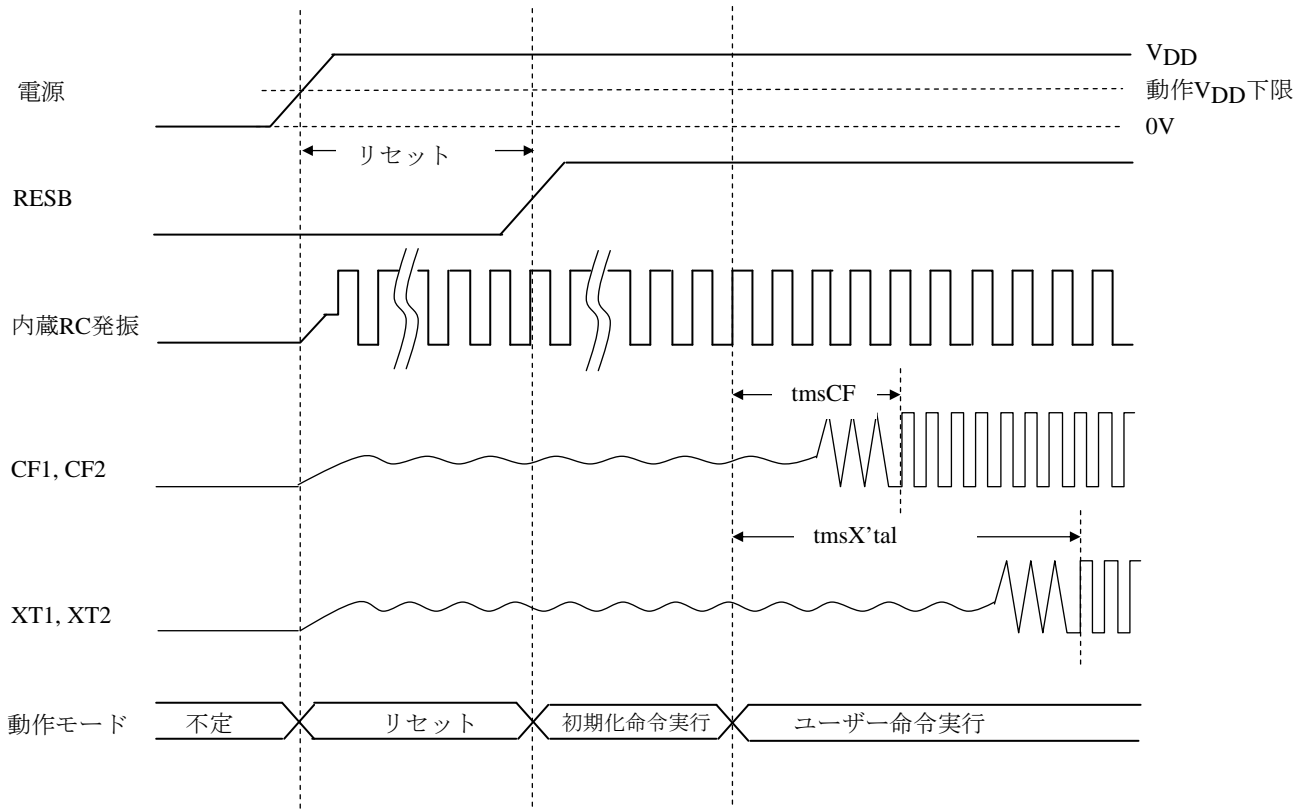 VDD
電源
動作VDD下限
0V
リセット
RESB
内蔵RC発振
tmsCF
CF1, CF2
tmsX’tal
XT1, XT2
動作モード
不定
リセット
初期化命令実行
ユーザー命令実行